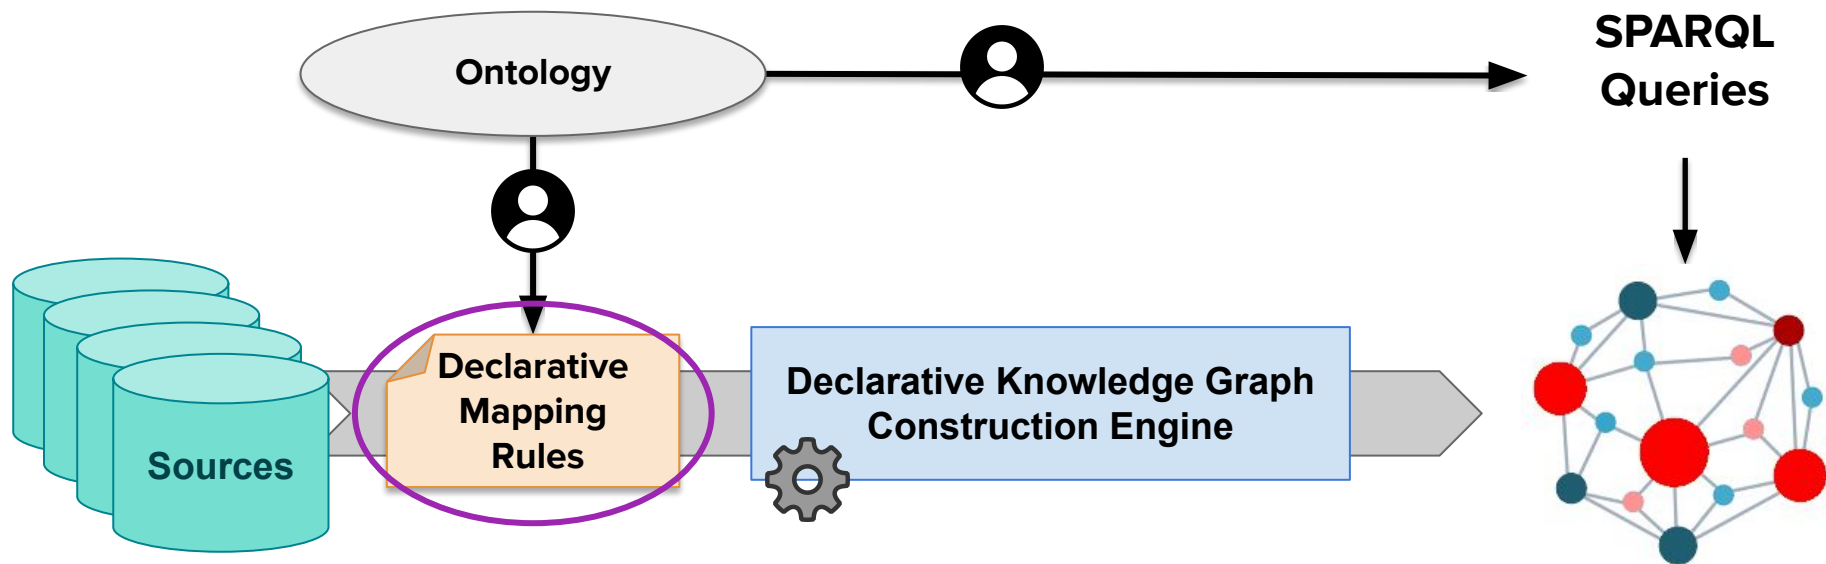 Ontology
SPARQL
Queries
Sources
Declarative
Mapping
Rules
Declarative Knowledge Graph
Construction Engine